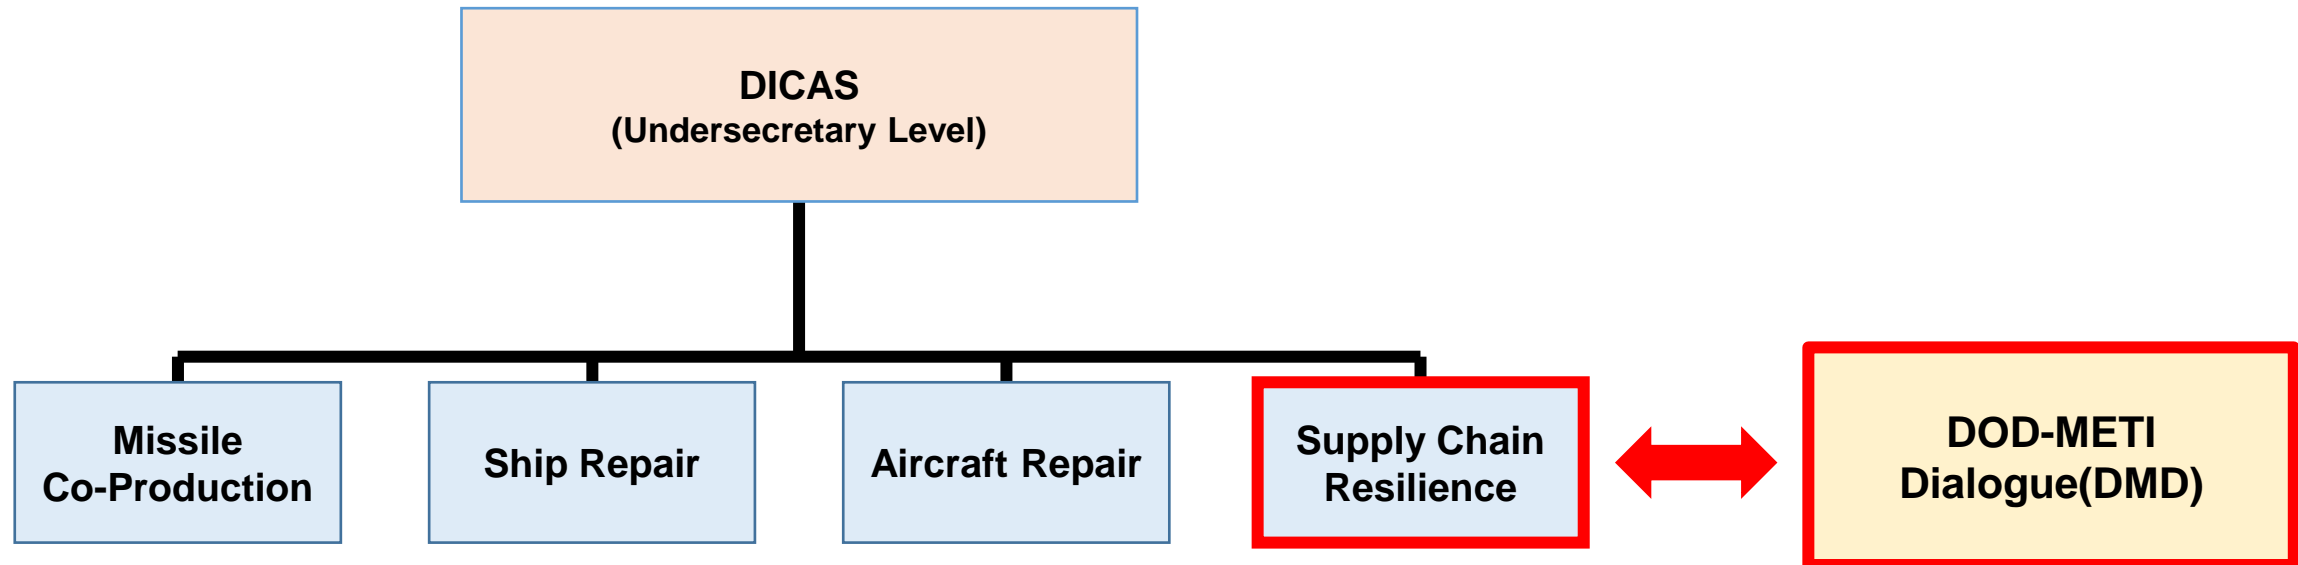 DICAS
(Undersecretary Level)
Missile
Co-Production
Ship Repair
Aircraft Repair
Supply Chain
Resilience
DOD-METI
Dialogue(DMD)